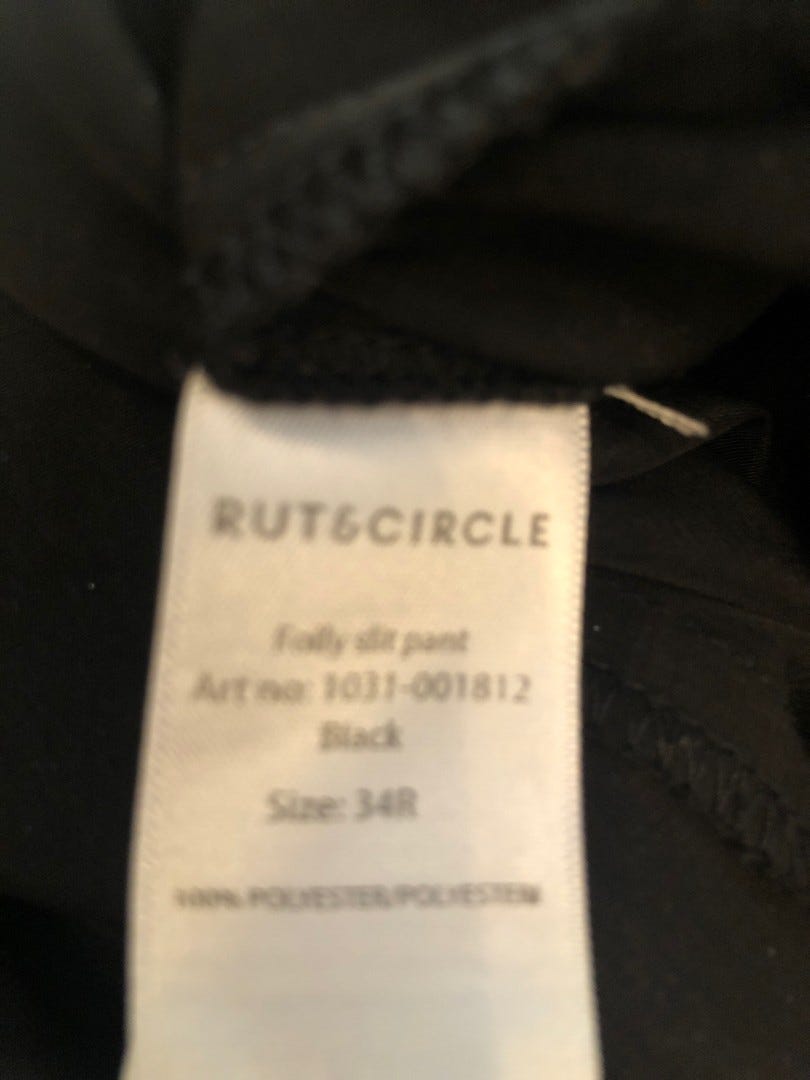 RUT&CIRCLE
Folly slit pant
Art no: 1031-001812
Black
Size: 34R
100% POLYESTER/POLYESTER